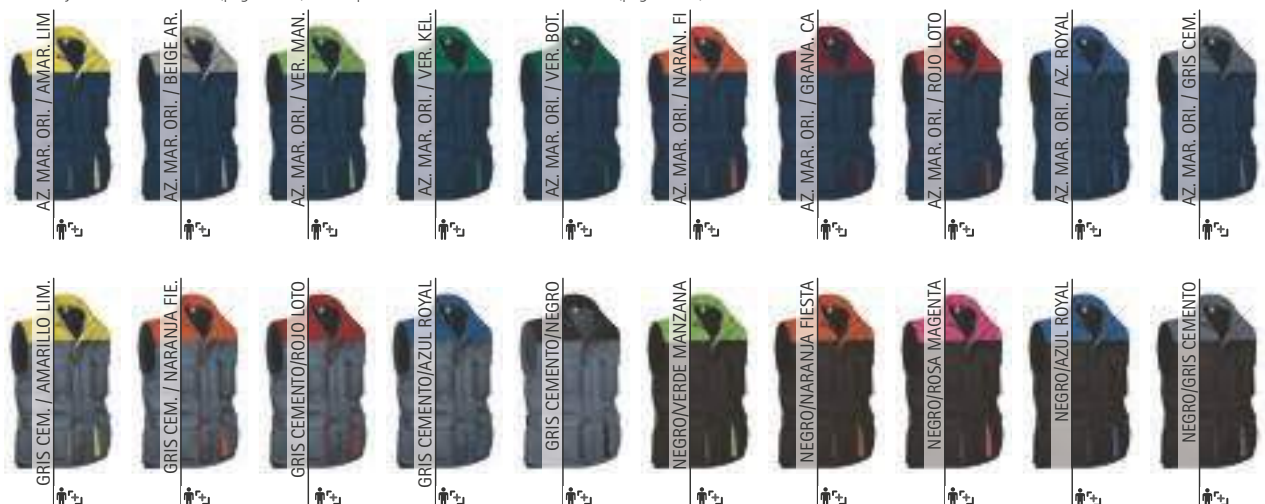 AZ. MAR. ORI. / AMAR. LIM
AZ. MAR. ORI. / BEIGE AR.
AZ. MAR. ORI. / VER. MAN.
AZ. MAR. ORI. / VER. KEL.
AZ. MAR. ORI. / VER. BOT.
AZ. MAR. ORI. / NARAN. FI
AZ. MAR. ORI. / GRANA. CA
AZ. MAR. ORI. / ROJO LOTO
AZ. MAR. ORI. / AZ. ROYAL
AZ. MAR. ORI. / GRIS CEM.
GRIS CEM. / AMARILLO LIM.
GRIS CEM. / NARANJA FIE.
GRIS CEMENTO/ROJO LOTO
GRIS CEMENTO/AZUL ROYAL
GRIS CEMENTO/NEGRO
NEGRO/VERDE MANZANA
NEGRO/NARANJA FIESTA
NEGRO/ROSA MAGENTA
NEGRO/AZUL ROYAL
NEGRO/GRIS CEMENTO